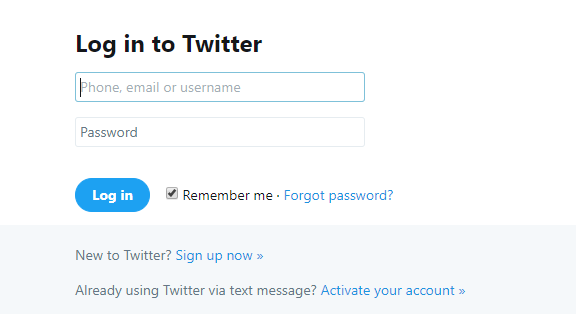 Log in to Twitter
Phone, email or username
Password
Log in Remember me · Forgot password?
New to Twitter? Sign up now »
Already using Twitter via text message? Activate your account »